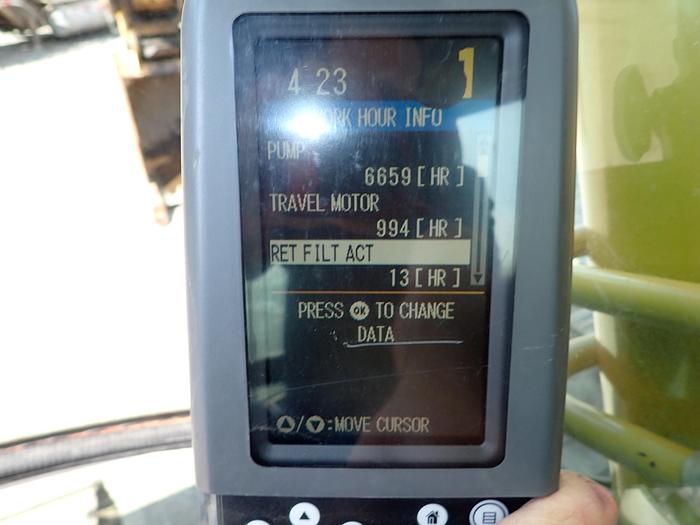 4 23 1
HOUR INFO
PUMP
6659[HR]
TRAVEL MOTOR
994[HR]
RET FILT ACT
13[HR]
PRESS OK TO CHANGE
DATA
/ :MOVE CURSOR